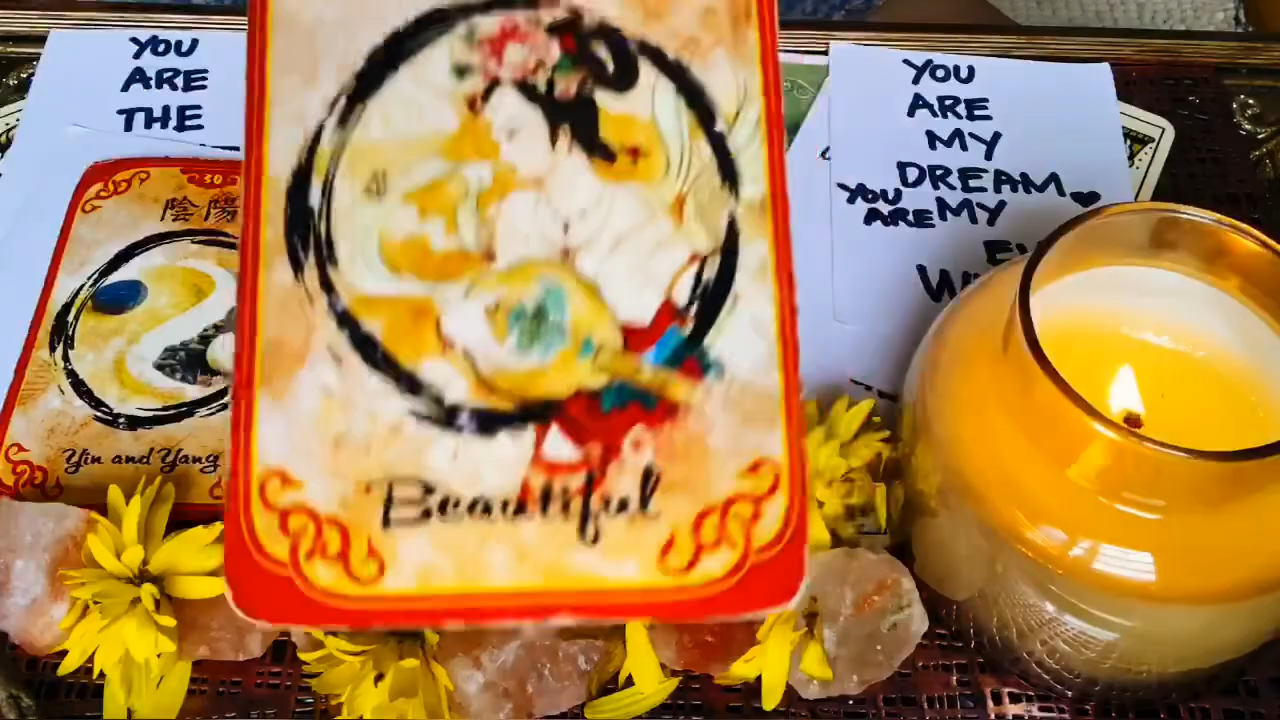 YOU
ARE
THE
30
陰陽
Yin and Yang
Beautiful
YOU
ARE
MY
DREAM
YOU
ARE MY